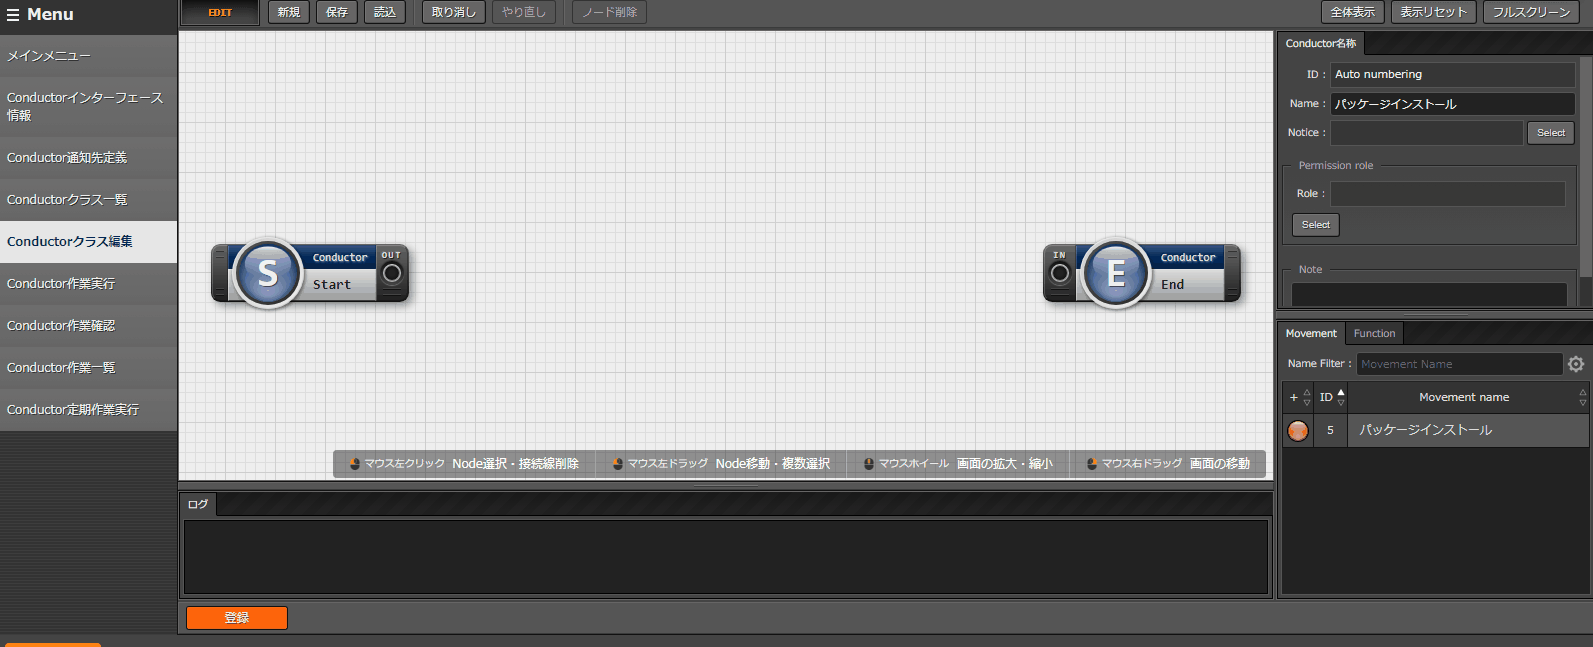 Menu
EDIT 新規 保存 読込 取り消し やり直し ノード削除 全体表示 表示リセット フルスクリーン
メインメニュー
Conductorインターフェース
情報
Conductor通知先定義
Conductorクラス一覧
Conductorクラス編集
Conductor作業実行
Conductor作業確認
Conductor作業一覧
Conductor定期作業実行
S Conductor OUT
Start
IN E Conductor
End
マウス左クリック Node選択・接続線削除 マウス左ドラッグ Node移動・複数選択 マウスホイール 画面の拡大・縮小 マウス右ドラッグ 画面の移動
ログ
登録
Conductor名称
ID : Auto numbering
Name : パッケージインストール
Notice : Select
Permission role
Role :
Select
Note
Movement Function
Name Filter : Movement Name
+ ID Movement name
5 パッケージインストール